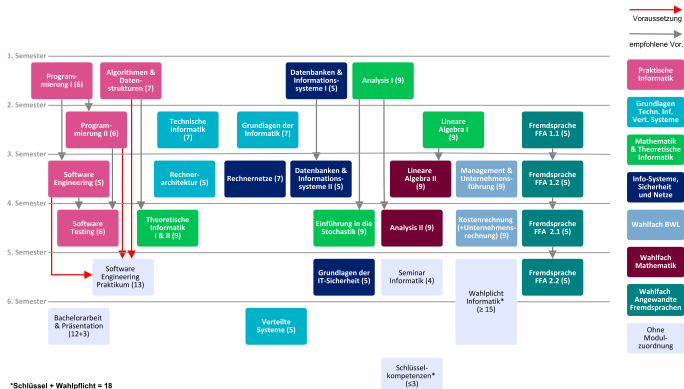 Voraussetzung
empfohlene Vor.
1. Semester
Program-
mierung I (6)
Algorithmen &
Daten-
strukturen (7)
Datenbanken &
Informations-
systeme I (5)
Analysis I (9)
Praktische
Informatik
2. Semester
Program-
mierung II (6)
Technische
Informatik (7)
Grundlagen der
Informatik (7)
Lineare
Algebra I (9)
Fremdsprache
FFA 1.1 (5)
Grundlagen
Techn. Inf.
Vert. Systeme
Mathematik
& Theoretische
Informatik
3. Semester
Software
Engineering (5)
Rechner-
architektur (5)
Rechnernetze (7)
Datenbanken &
Informations-
systeme II (5)
Lineare
Algebra II
(9)
Management &
Unternehmens-
führung (9)
Fremdsprache
FFA 1.2 (5)
Info-Systeme,
Sicherheit
und Netze
4. Semester
Software
Testing (6)
Theoretische
Informatik
I & II (9)
Einführung in die
Stochastik (9)
Analysis II (9)
Kostenrechnung
(+Unternehmens-
rechnung) (9)
Fremdsprache
FFA 2.1 (5)
Wahlfach BWL
5. Semester
Software
Engineering
Praktikum (13)
Grundlagen der
IT-Sicherheit (5)
Seminar
Informatik (4)
Wahlplicht
Informatik*
(≥ 15)
Fremdsprache
FFA 2.2 (5)
Wahlfach
Mathematik
Wahlfach
Angewandte
Fremdsprachen
6. Semester
Bachelorarbeit
& Präsentation
(12+3)
Verteilte
Systeme (5)
Ohne
Modul-
zuordnung
Schlüssel-
kompetenzen*
(≤3)
*Schlüssel + Wahlpflicht = 18